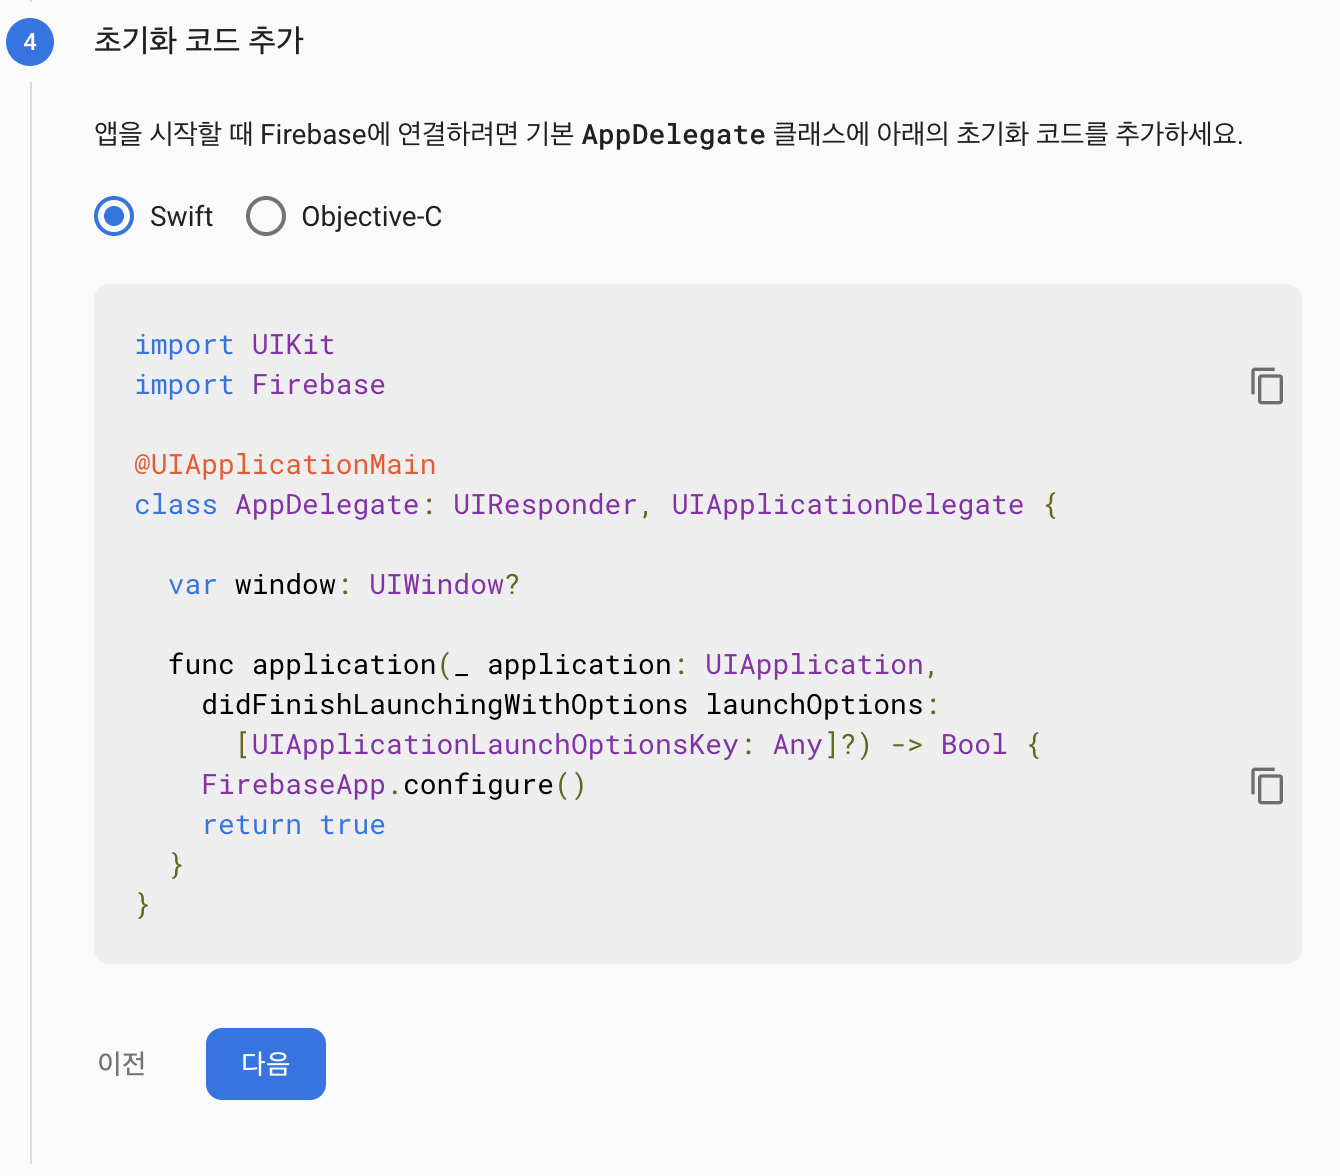 4 초기화 코드 추가
앱을 시작할 때 Firebase에 연결하려면 기본 AppDelegate 클래스에 아래의 초기화 코드를 추가하세요.
Swift Objective-C
import UIKit
import Firebase
@UIApplicationMain
class AppDelegate: UIResponder, UIApplicationDelegate {
  var window: UIWindow?
  func application(_ application: UIApplication,
    didFinishLaunchingWithOptions launchOptions:
      [UIApplicationLaunchOptionsKey: Any]?) -> Bool {
    FirebaseApp.configure()
    return true
  }
}
이전 다음